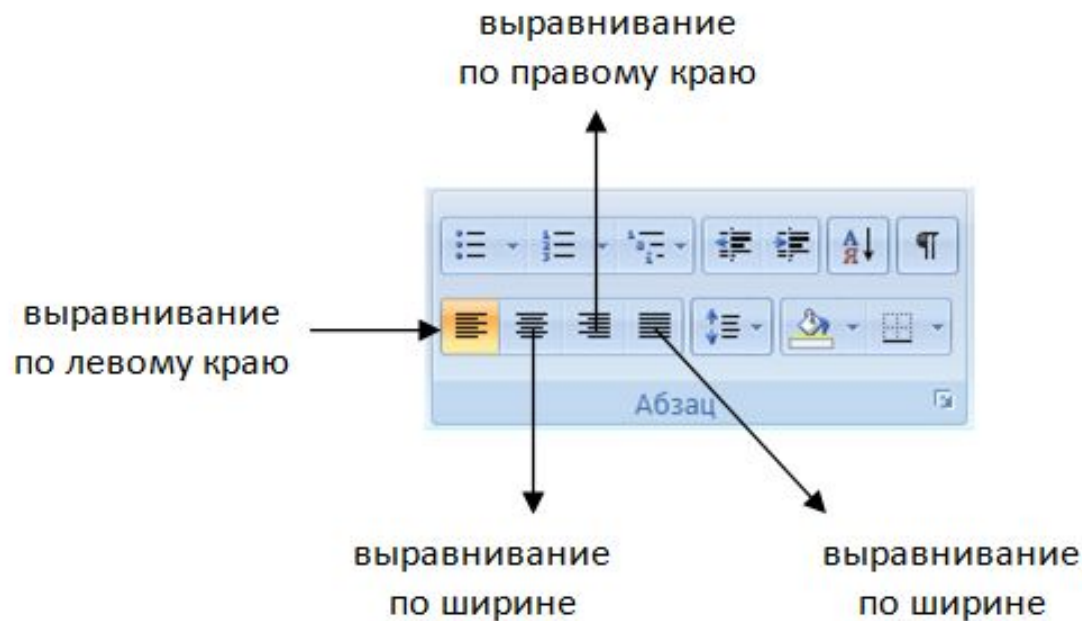 выравнивание
по правому краю
выравнивание
по левому краю
Абзац
выравнивание
по ширине
выравнивание
по ширине